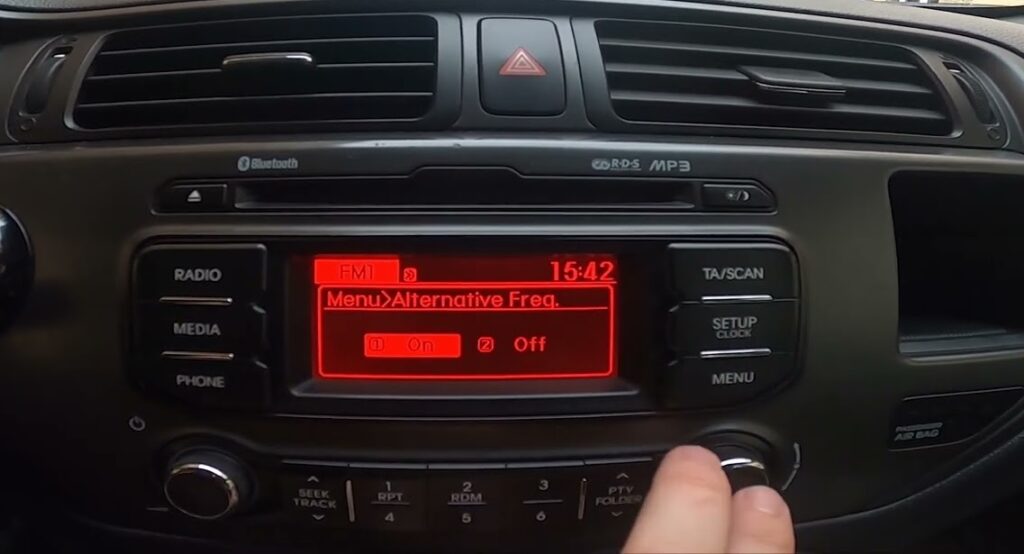 Bluetooth
R·D·S MP3
RADIO
MEDIA
PHONE
FM1 15:42
Menu>Alternative Freq.
1 On 2 Off
TA/SCAN
SETUP
CLOCK
MENU
SEEK
TRACK
1
RPT
4
2
RDM
5
3
6
PTY
FOLDER
PASSENGER
AIR BAG